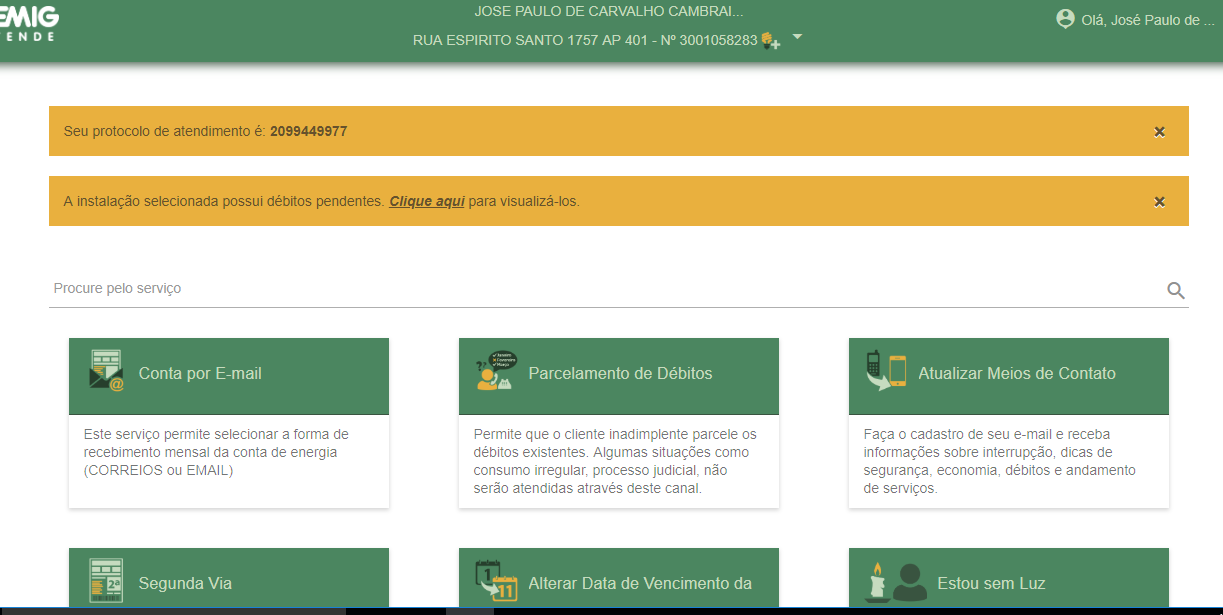 EMIG
TENDE
JOSE PAULO DE CARVALHO CAMBRAI...
RUA ESPIRITO SANTO 1757 AP 401 - Nº 3001058283
Olá, José Paulo de ...
Seu protocolo de atendimento é: 2099449977
×
A instalação selecionada possui débitos pendentes. Clique aqui para visualizá-los.
×
Procure pelo serviço
Conta por E-mail
Este serviço permite selecionar a forma de
recebimento mensal da conta de energia
(CORREIOS ou EMAIL)
Parcelamento de Débitos
Permite que o cliente inadimplente parcele os
débitos existentes. Algumas situações como
consumo irregular, processo judicial, não
serão atendidas através deste canal.
Atualizar Meios de Contato
Faça o cadastro de seu e-mail e receba
informações sobre interrupção, dicas de
segurança, economia, débitos e andamento
de serviços.
2ª
Segunda Via
1
11
Alterar Data de Vencimento da
Estou sem Luz